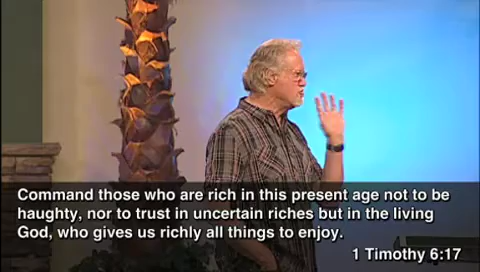 Command those who are rich in this present age not to be
haughty, nor to trust in uncertain riches but in the living
God, who gives us richly all things to enjoy.
1 Timothy 6:17